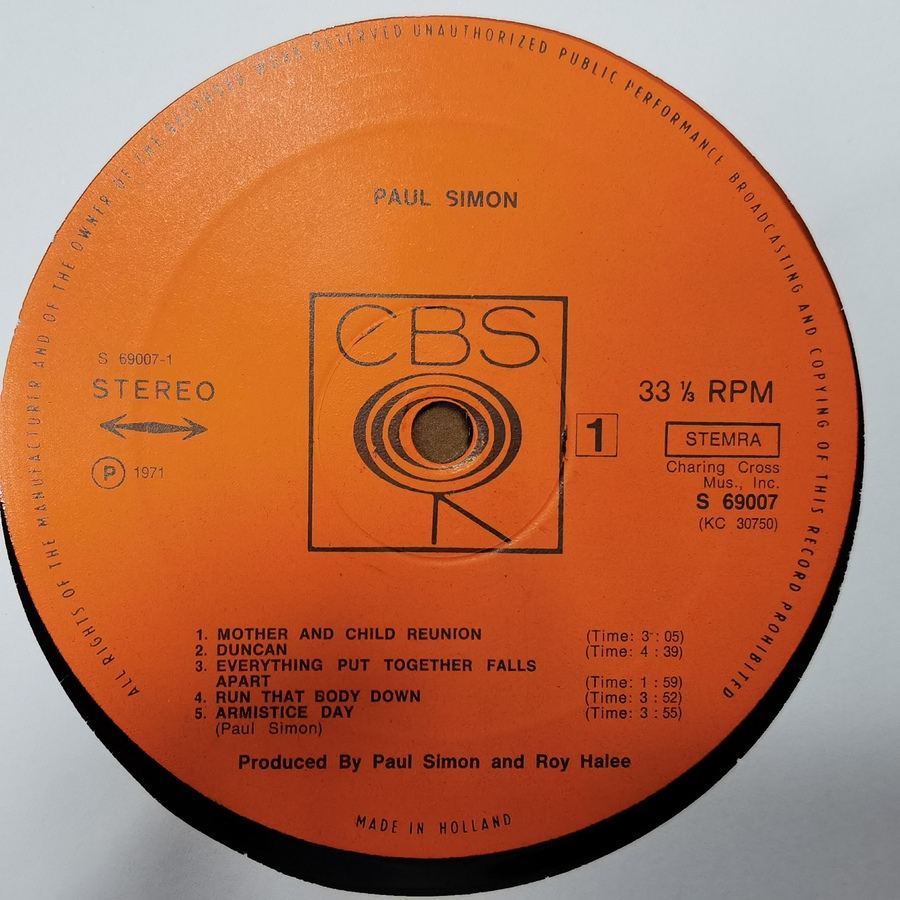 ALL RIGHTS OF THE MANUFACTURER AND OF THE OWNER OF THE RECORDED WORK RESERVED UNAUTHORIZED PUBLIC PERFORMANCE BROADCASTING AND COPYING OF THIS RECORD PROHIBITED
PAUL SIMON
CBS
S 69007-1
STEREO
P 1971
1
33 ⅓ RPM
STEMRA
Charing Cross
Mus., Inc.
S 69007
(KC 30750)
1. MOTHER AND CHILD REUNION (Time: 3 : 05)
2. DUNCAN (Time: 4 : 39)
3. EVERYTHING PUT TOGETHER FALLS
APART (Time: 1 : 59)
4. RUN THAT BODY DOWN (Time: 3 : 52)
5. ARMISTICE DAY (Time: 3 : 55)
(Paul Simon)
Produced By Paul Simon and Roy Halee
MADE IN HOLLAND